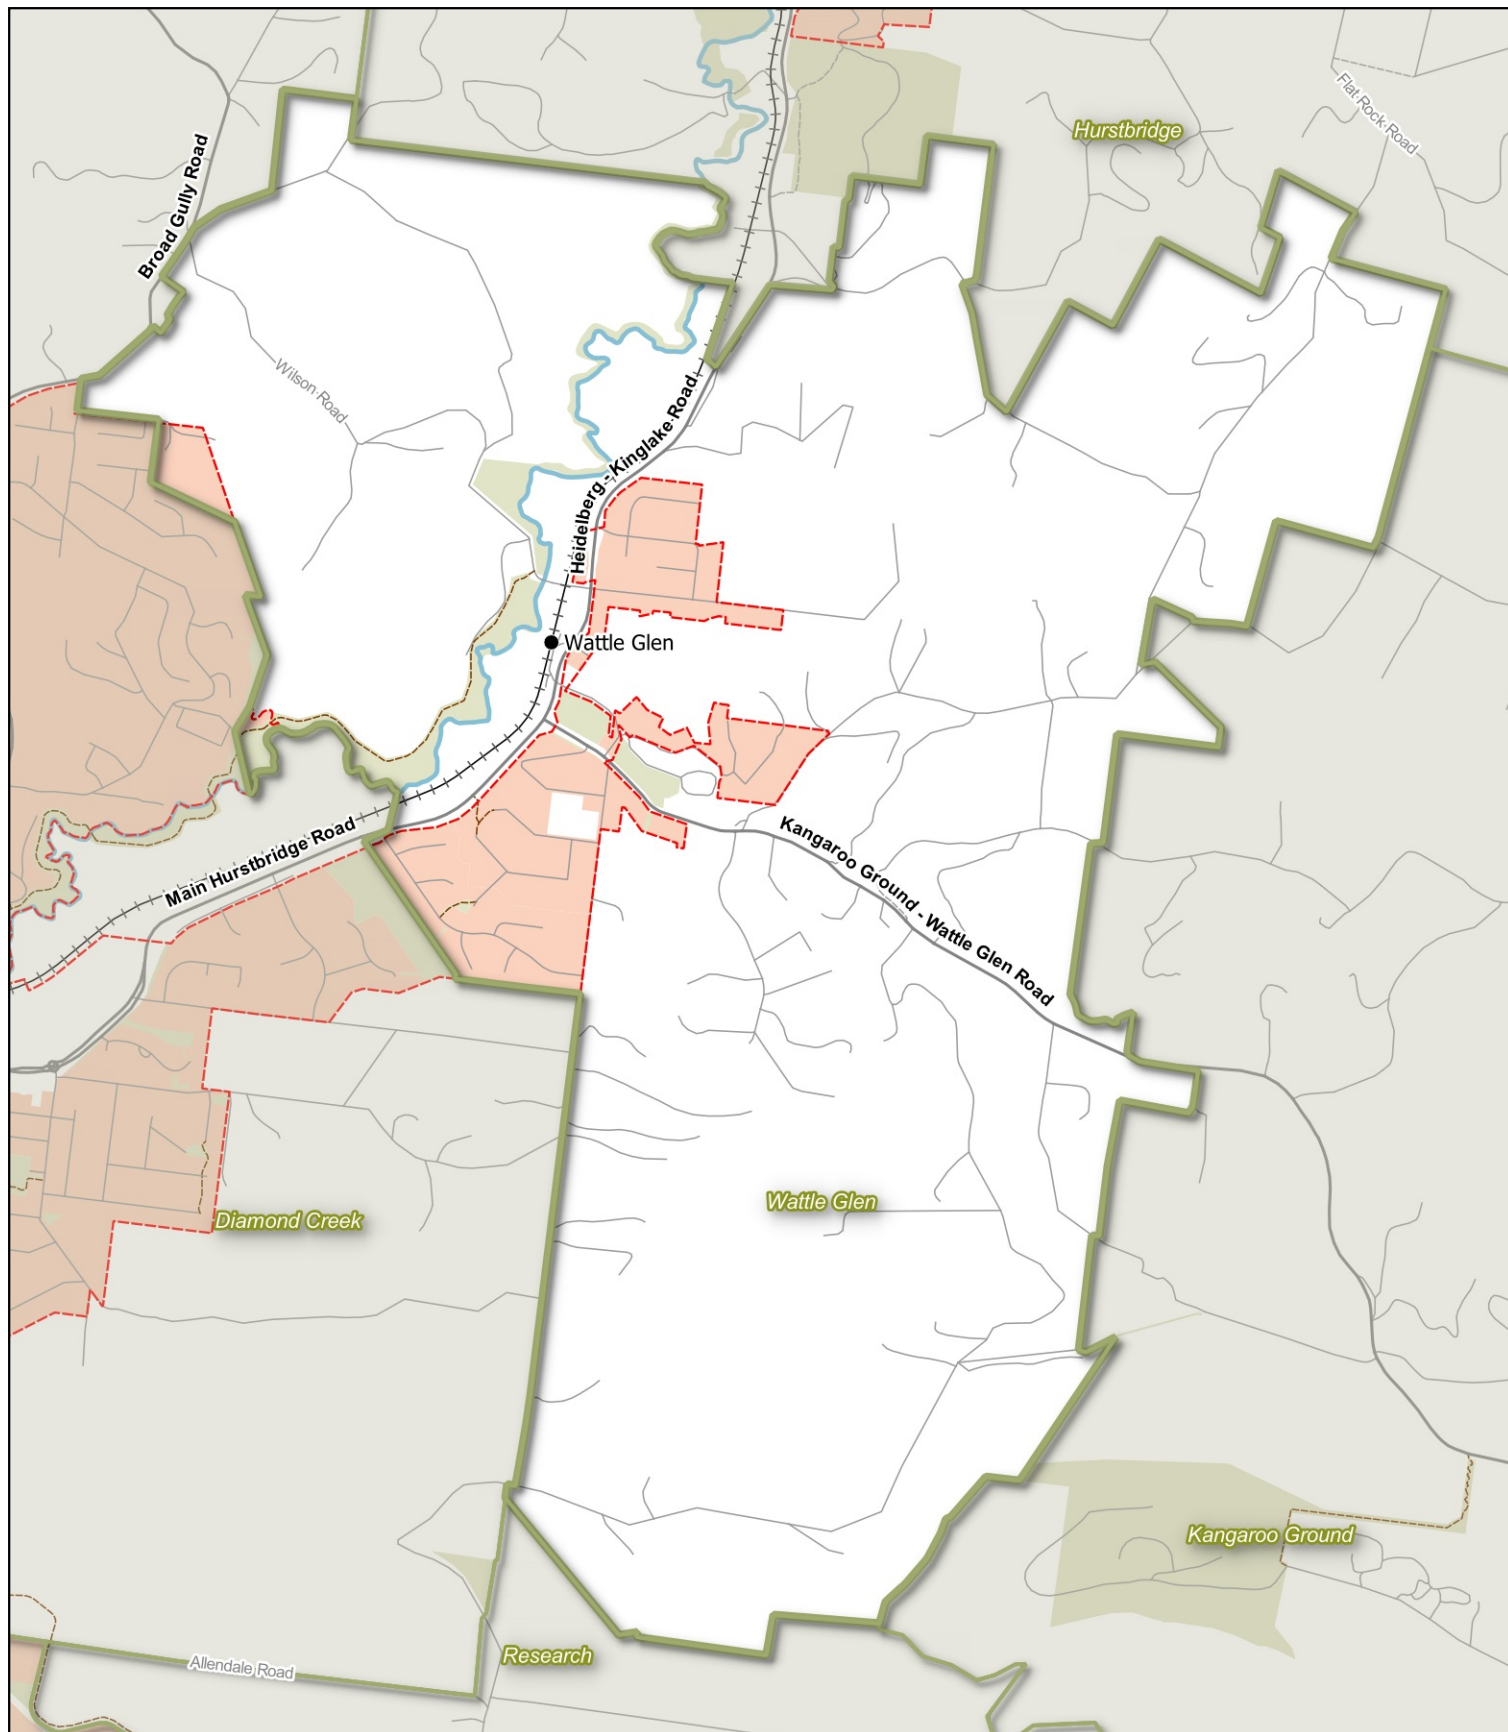 Hurstbridge
Flat Rock Road
Broad Gully Road
Wilson Road
Heidelberg - Kinglake Road
Wattle Glen
Main Hurstbridge Road
Kangaroo Ground - Wattle Glen Road
Wattle Glen
Diamond Creek
Kangaroo Ground
Research
Allendale Road